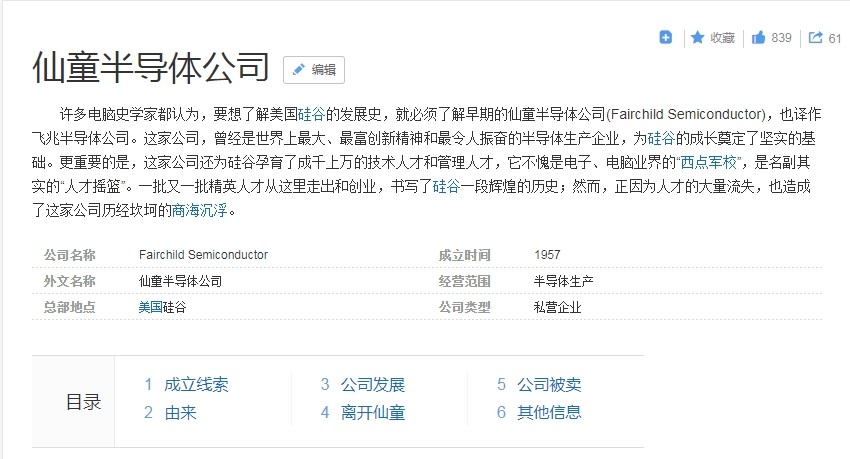 收藏 839 61
仙童半导体公司 编辑
许多电脑史学家都认为，要想了解美国硅谷的发展史，就必须了解早期的仙童半导体公司(Fairchild Semiconductor)，也译作
飞兆半导体公司。这家公司，曾经是世界上最大、最富创新精神和最令人振奋的半导体生产企业，为硅谷的成长奠定了坚实的基
础。更重要的是，这家公司还为硅谷孕育了成千上万的技术人才和管理人才，它不愧是电子、电脑业界的“西点军校”，是名副其
实的“人才摇篮”。一批又一批精英人才从这里走出和创业，书写了硅谷一段辉煌的历史；然而，正因为人才的大量流失，也造成
了这家公司历经坎坷的商海沉浮。
公司名称 Fairchild Semiconductor 成立时间 1957
外文名称 仙童半导体公司 经营范围 半导体生产
总部地点 美国硅谷 公司类型 私营企业
目录
1 成立线索 3 公司发展 5 公司被卖
2 由来 4 离开仙童 6 其他信息